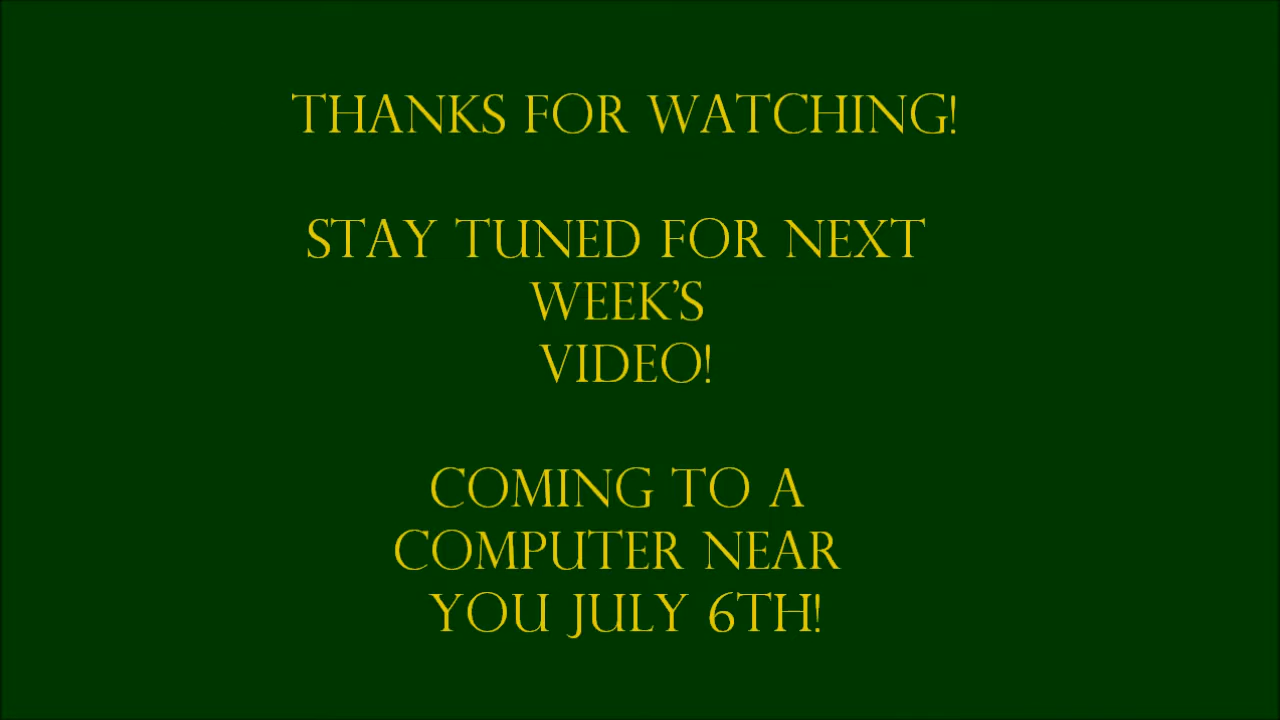 THANKS FOR WATCHING!
STAY TUNED FOR NEXT
WEEK'S
VIDEO!
COMING TO A
COMPUTER NEAR
YOU JULY 6TH!